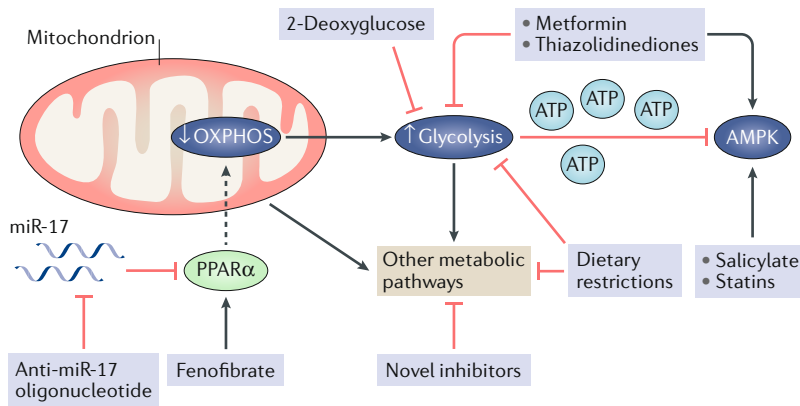 2-Deoxyglucose
• Metformin
• Thiazolidinediones
Mitochondrion
ATP
ATP
ATP
ATP
↓OXPHOS
↑Glycolysis
AMPK
miR-17
PPARα
Other metabolic
pathways
Dietary
restrictions
• Salicylate
• Statins
Anti-miR-17
oligonucleotide
Fenofibrate
Novel inhibitors